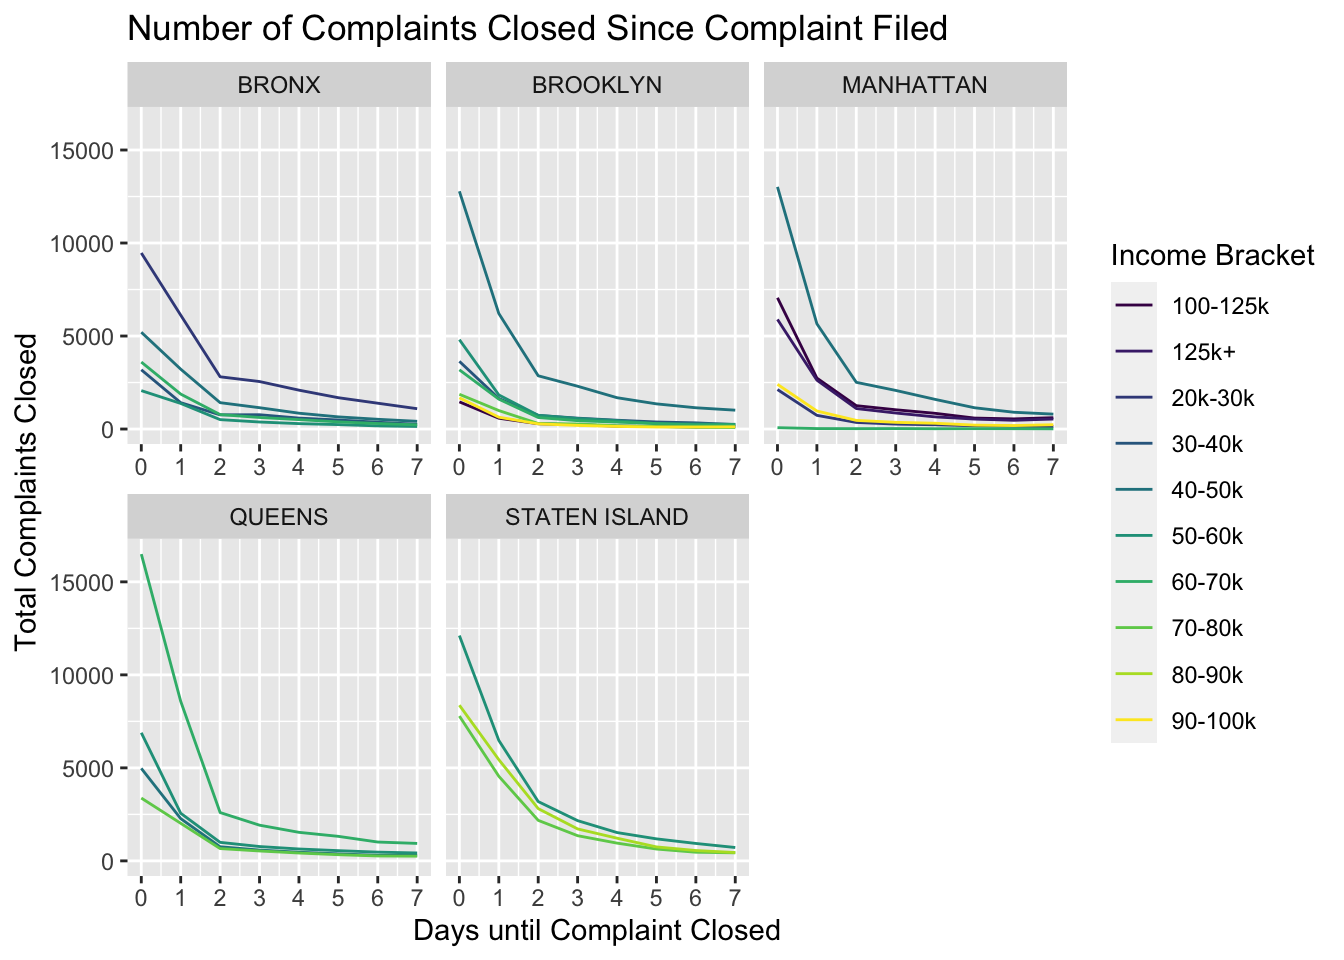 Number of Complaints Closed Since Complaint Filed
BRONX
BROOKLYN
MANHATTAN
15000
10000
5000
0
0 1 2 3 4 5 6 7
0 1 2 3 4 5 6 7
0 1 2 3 4 5 6 7
QUEENS
STATEN ISLAND
15000
10000
5000
0
0 1 2 3 4 5 6 7
0 1 2 3 4 5 6 7
Total Complaints Closed
Days until Complaint Closed
Income Bracket
100-125k
125k+
20k-30k
30-40k
40-50k
50-60k
60-70k
70-80k
80-90k
90-100k